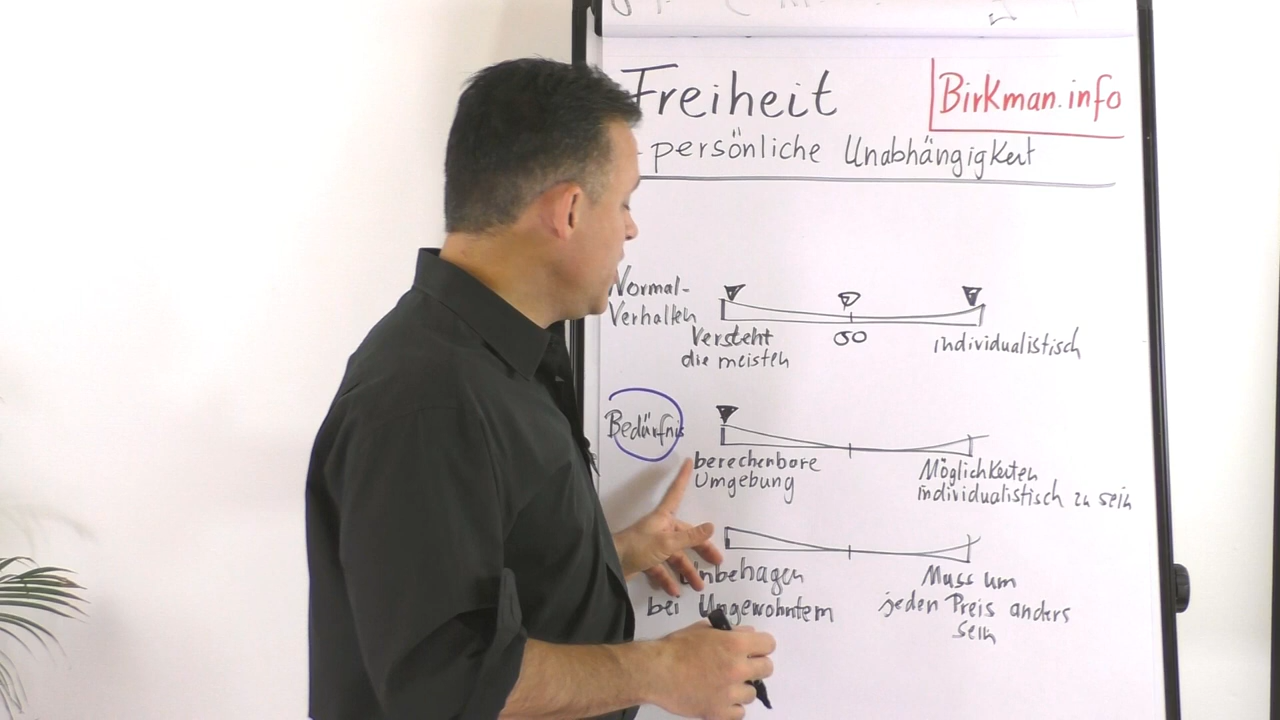 Freiheit
Birkman.info
- persönliche Unabhängigkeit
Normal-
Verhalten
Versteht
die meisten
50
individualistisch
Bedürfnis
berechenbare
Umgebung
Möglichkeiten
individualistisch zu sein
Unbehagen
bei Ungewohntem
Muss um
jeden Preis anders
sein